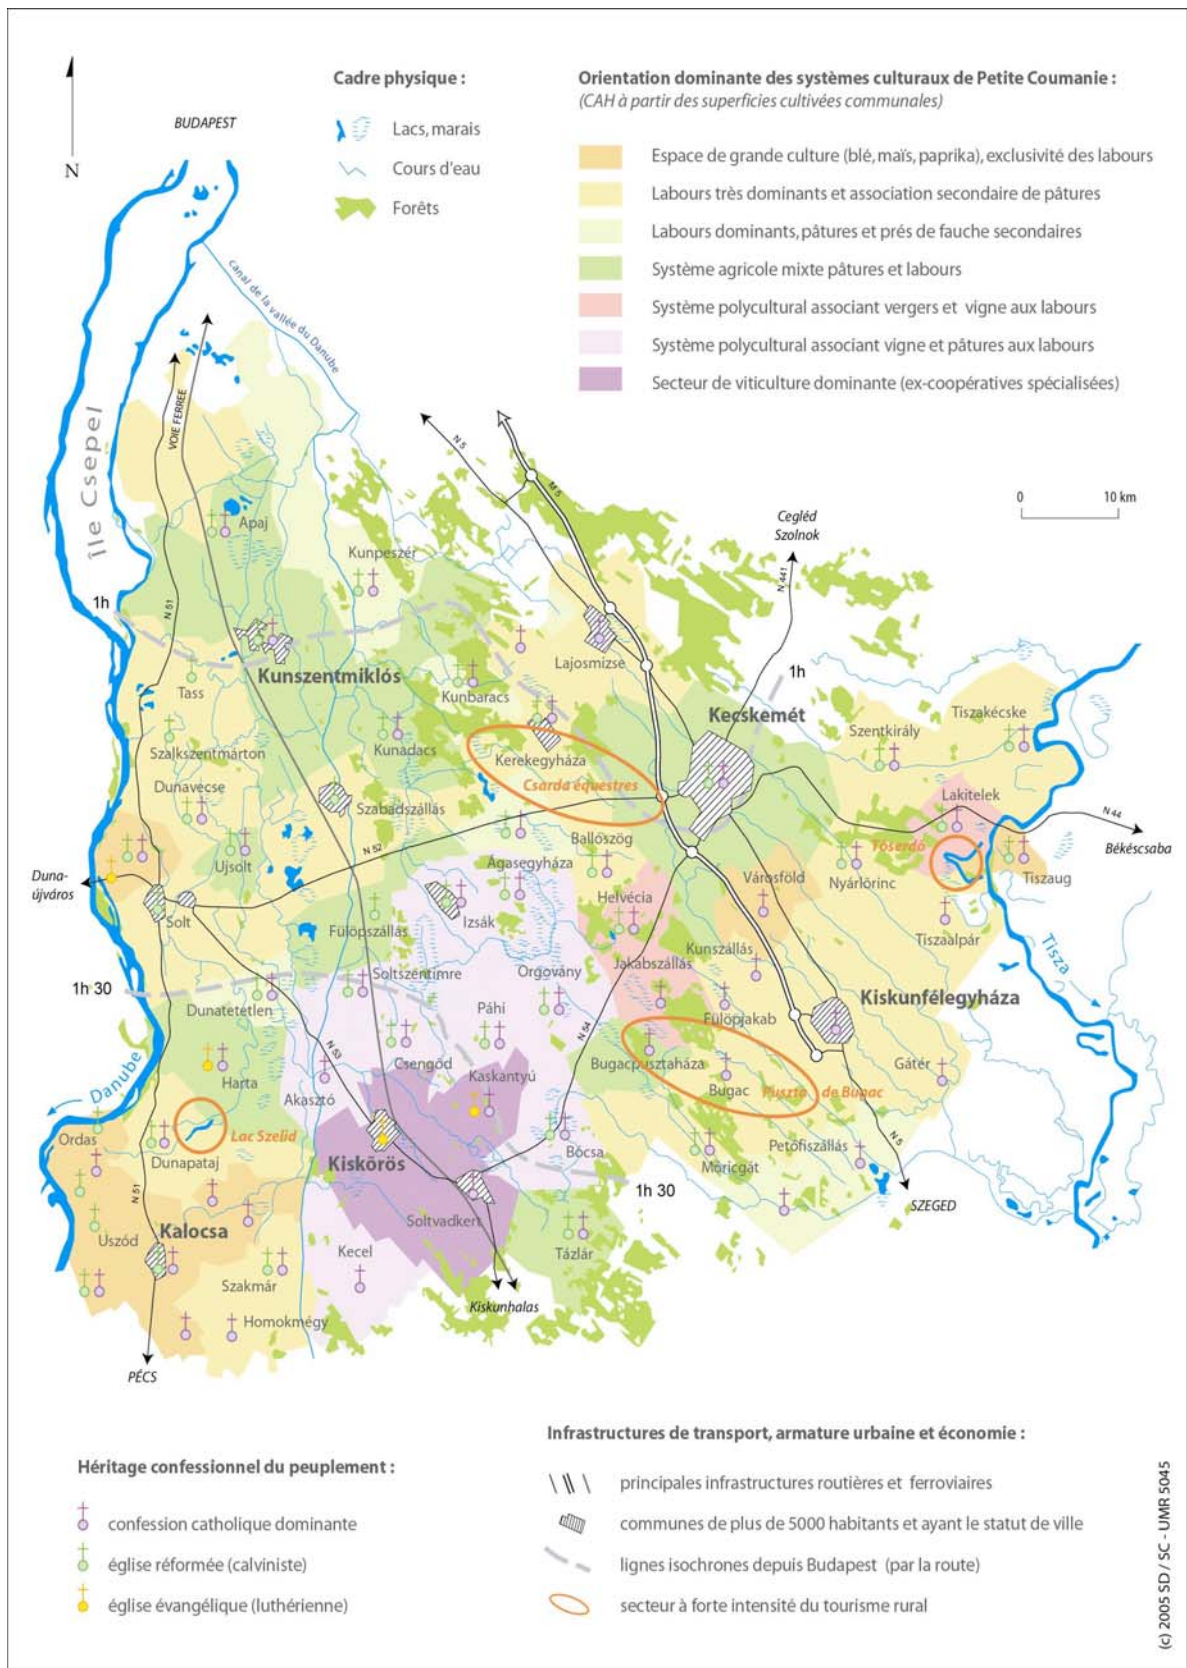 Cadre physique :
Lacs, marais
Cours d'eau
Forêts
Orientation dominante des systèmes culturaux de Petite Coumanie :
(CAH à partir des superficies cultivées communales)
Espace de grande culture (blé, maïs, paprika), exclusivité des labours
Labours très dominants et association secondaire de pâtures
Labours dominants, pâtures et prés de fauche secondaires
Système agricole mixte pâtures et labours
Système polycultural associant vergers et vigne aux labours
Système polycultural associant vigne et pâtures aux labours
Secteur de viticulture dominante (ex-coopératives spécialisées)
N
BUDAPEST
canal de la vallée du Danube
Île Csepel
VOIE FERREE
N 5
M 5
0 10 km
Cegléd
Szolnok
N 441
Apaj
Kunpeszér
1h
N 51
Lajosmizse
1h
Kunszentmiklós
Tass
Kunbaracs
Kecskemét
Tiszakécske
Szentkirály
Szalkszentmárton
Kunadacs
Kerekegyháza
Csarda équestres
Dunavecse
Szabadszállás
Lakitelek
N 44
Ballószög
Tőserdő
Békéscsaba
N 52
Ujsolt
Agasegyháza
Duna-
újváros
Városföld
Nyárlőrinc
Tiszaug
Helvécia
Solt
Izsák
Fülöpszállás
Tiszaalpár
Kunszállás
Jakabszállás
Tisza
Soltszentimre
Orgovány
1h 30
Kiskunfélegyháza
Dunatetétlen
Páhi
Fülöpjakab
N 53
N 54
Csengőd
Bugacpusztaháza
Gátér
Danube
Harta
Kaskantyú
Bugac
Puszta de Bugac
Akasztó
Ordas
Lac Szelid
N 5
Dunapataj
Bócsa
Petőfiszállás
Kiskőrös
Móricgát
N 51
1h 30
SZEGED
Uszód
Kalocsa
Soltvadkert
Kecel
Tázlár
Szakmár
Homokmégy
Kiskunhalas
PÉCS
Héritage confessionnel du peuplement :
confession catholique dominante
église réformée (calviniste)
église évangélique (luthérienne)
Infrastructures de transport, armature urbaine et économie :
principales infrastructures routières et ferroviaires
communes de plus de 5000 habitants et ayant le statut de ville
lignes isochrones depuis Budapest (par la route)
secteur à forte intensité du tourisme rural
(c) 2005 SD / SC - UMR 5045